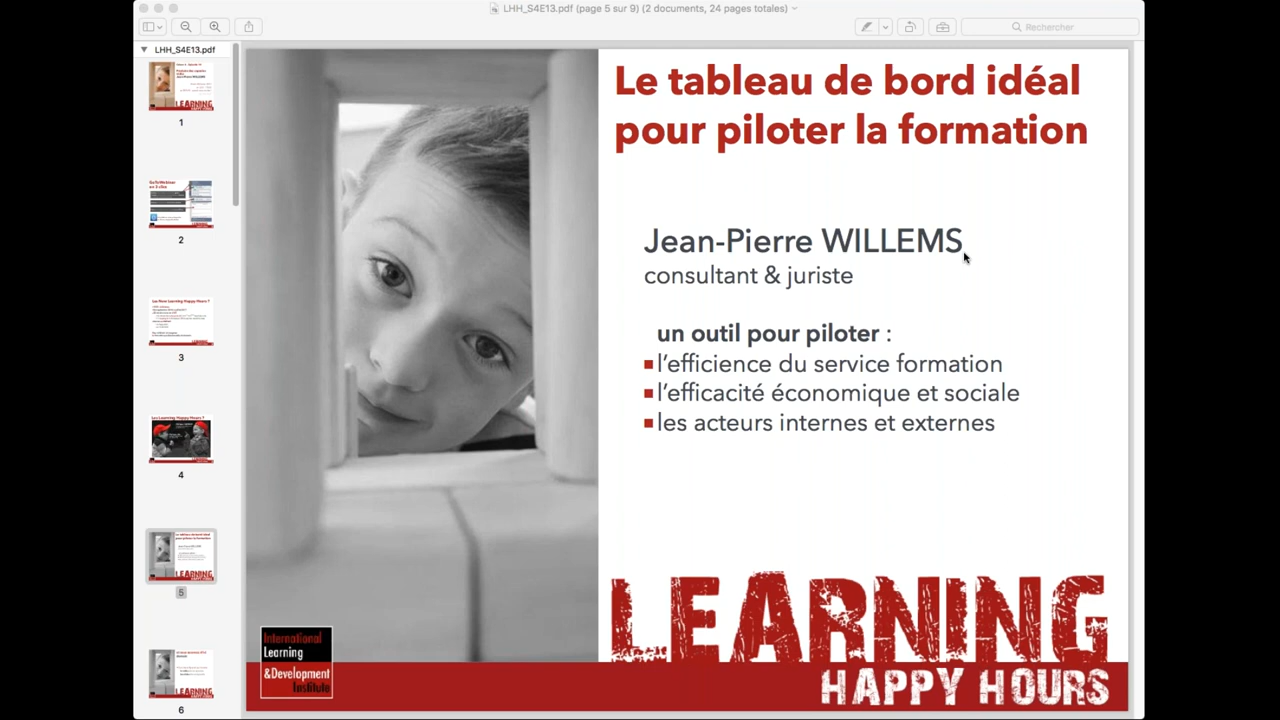 LHH_S4E13.pdf (page 5 sur 9) (2 documents, 24 pages totales)
Rechercher
LHH_S4E13.pdf
1
2
3
4
5
6
Le tableau de bord idéal
pour piloter la formation
Jean-Pierre WILLEMS
consultant & juriste
un outil pour piloter :
l'efficience du service formation
l'efficacité économique et sociale
les acteurs internes et externes
International
Learning
&Development
Institute
LEARNING
HAPPY HOURS